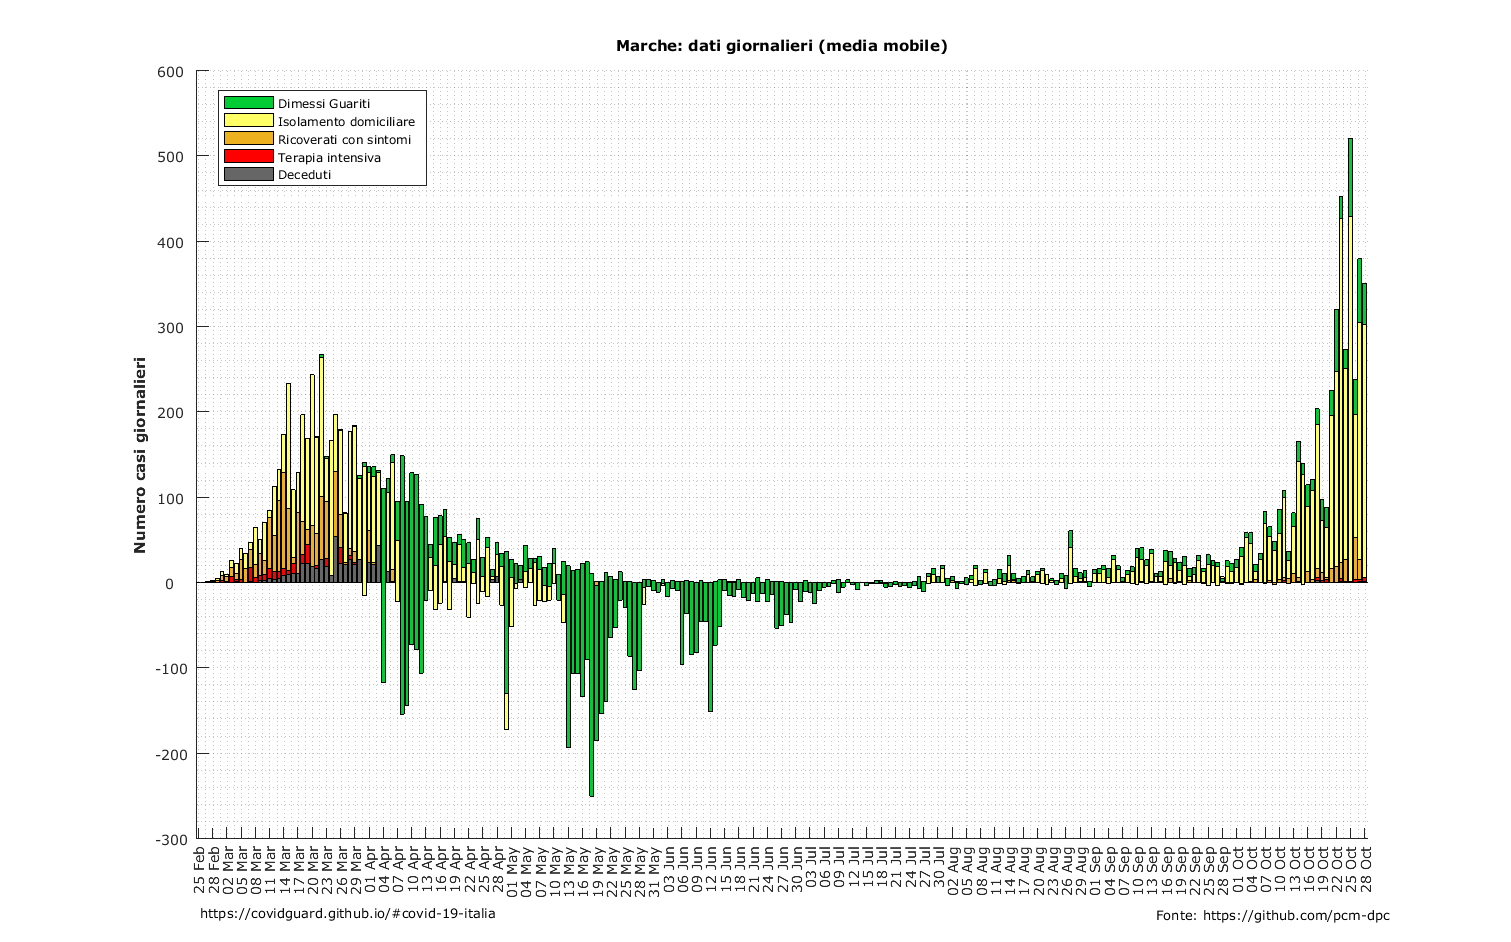 Marche: dati giornalieri (media mobile)
Numero casi giornalieri
600
500
400
300
200
100
0
-100
-200
-300
Dimessi Guariti
Isolamento domiciliare
Ricoverati con sintomi
Terapia intensiva
Deceduti
25 Feb
28 Feb
02 Mar
05 Mar
08 Mar
11 Mar
14 Mar
17 Mar
20 Mar
23 Mar
26 Mar
29 Mar
01 Apr
04 Apr
07 Apr
10 Apr
13 Apr
16 Apr
19 Apr
22 Apr
25 Apr
28 Apr
01 May
04 May
07 May
10 May
13 May
16 May
19 May
22 May
25 May
28 May
31 May
03 Jun
06 Jun
09 Jun
12 Jun
15 Jun
18 Jun
21 Jun
24 Jun
27 Jun
30 Jun
03 Jul
06 Jul
09 Jul
12 Jul
15 Jul
18 Jul
21 Jul
24 Jul
27 Jul
30 Jul
02 Aug
05 Aug
08 Aug
11 Aug
14 Aug
17 Aug
20 Aug
23 Aug
26 Aug
29 Aug
01 Sep
04 Sep
07 Sep
10 Sep
13 Sep
16 Sep
19 Sep
22 Sep
25 Sep
28 Sep
01 Oct
04 Oct
07 Oct
10 Oct
13 Oct
16 Oct
19 Oct
22 Oct
25 Oct
28 Oct
https://covidguard.github.io/#covid-19-italia
Fonte: https://github.com/pcm-dpc